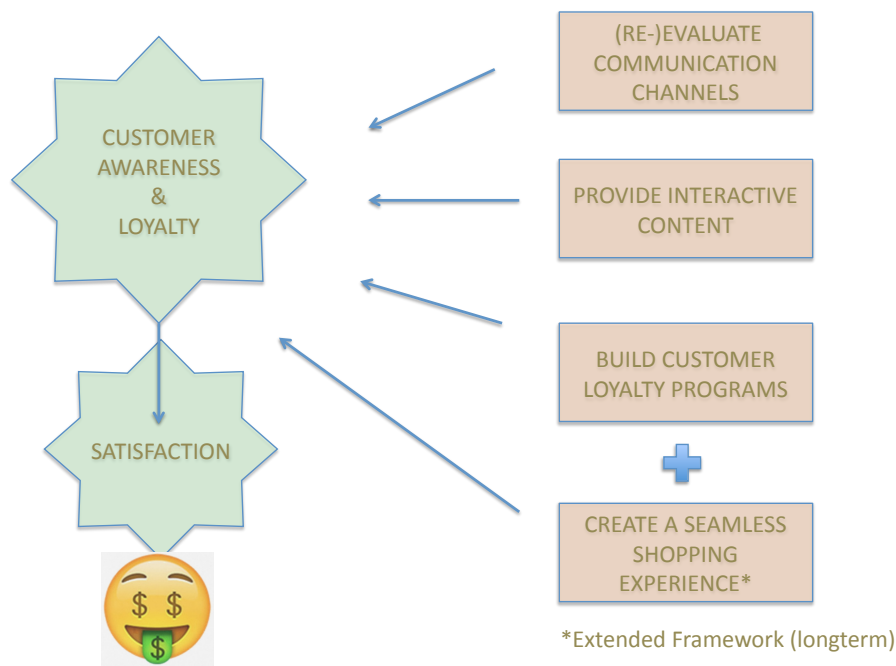 CUSTOMER
AWARENESS
&
LOYALTY
SATISFACTION
$ $
$
(RE-)EVALUATE
COMMUNICATION
CHANNELS
PROVIDE INTERACTIVE
CONTENT
BUILD CUSTOMER
LOYALTY PROGRAMS
CREATE A SEAMLESS
SHOPPING
EXPERIENCE*
*Extended Framework (longterm)